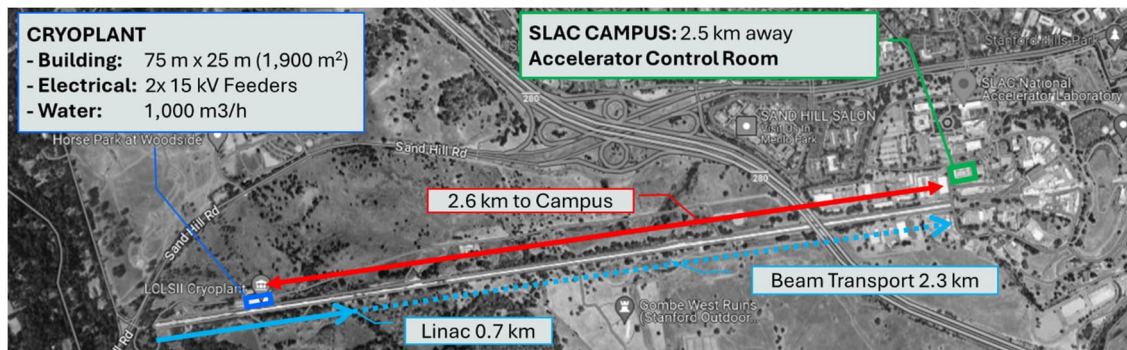 CRYOPLANT
- Building: 75 m x 25 m (1,900 m²)
- Electrical: 2x 15 kV Feeders
- Water: 1,000 m3/h
SLAC CAMPUS: 2.5 km away
Accelerator Control Room
Stanford Hills Park
280
SLAC National
Accelerator Laboratory
SAND HILL SALON
Menlo Park
Horse Park at Woodside
Sand Hill Rd
280
2.6 km to Campus
Sand Hill Rd
Beam Transport 2.3 km
LCLSII Cryoplant
Gombe West Ruins
(Stanford Outdoor...
Linac 0.7 km
ll Rd